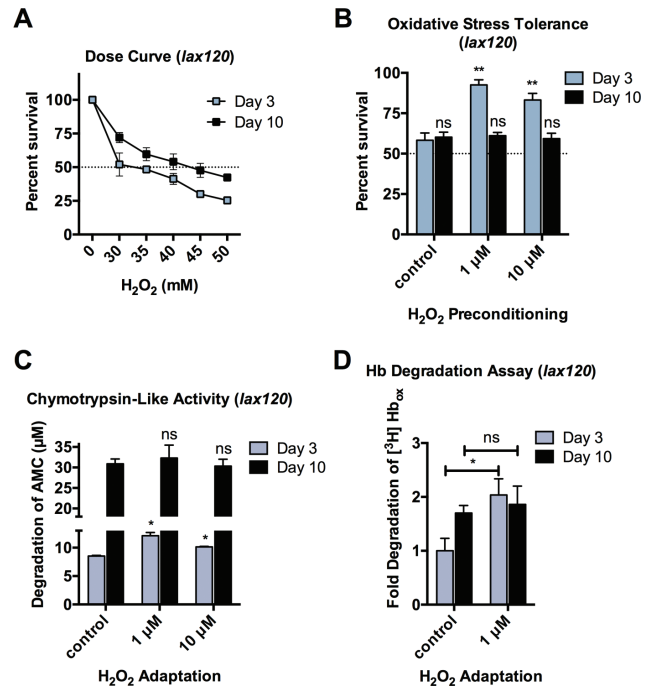 A
Dose Curve (lax120)
Percent survival
100
75
50
25
0
Day 3
Day 10
0 30 35 40 45 50
H₂O₂ (mM)
B
Oxidative Stress Tolerance
(lax120)
Percent survival
100
75
50
25
0
** ** ns ns ns
Day 3
Day 10
control 1 µM 10 µM
H₂O₂ Preconditioning
C
Chymotrypsin-Like Activity (lax120)
Degradation of AMC (µM)
35
30
25
20
10
5
0
ns ns
* *
Day 3
Day 10
control 1 µM 10 µM
H₂O₂ Adaptation
D
Hb Degradation Assay (lax120)
Fold Degradation of [³H] Hbox
3
2
1
0
ns
*
Day 3
Day 10
control 1 µM
H₂O₂ Adaptation